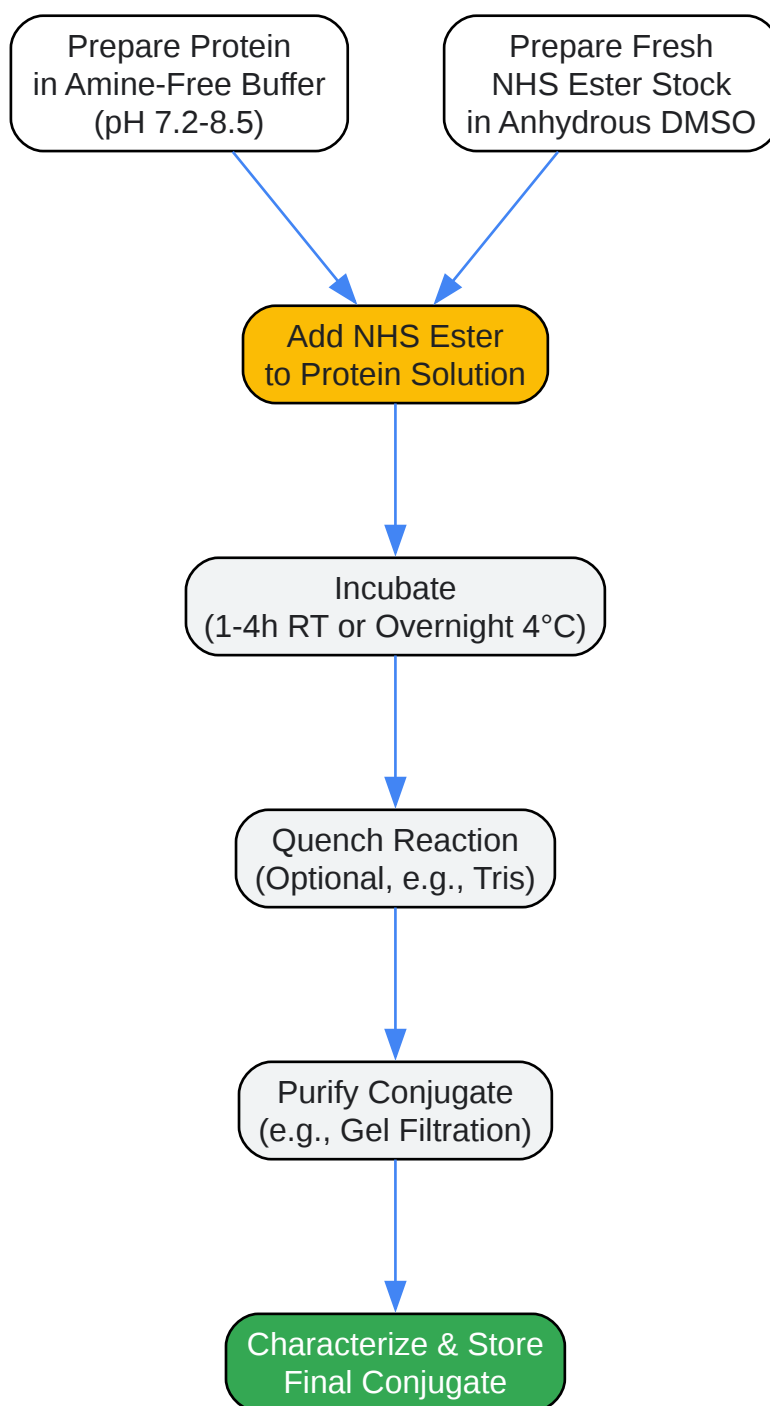 Prepare Protein
in Amine-Free Buffer
(pH 7.2-8.5)
Prepare Fresh
NHS Ester Stock
in Anhydrous DMSO
Add NHS Ester
to Protein Solution
Incubate
(1-4h RT or Overnight 4°C)
Quench Reaction
(Optional, e.g., Tris)
Purify Conjugate
(e.g., Gel Filtration)
Characterize & Store
Final Conjugate